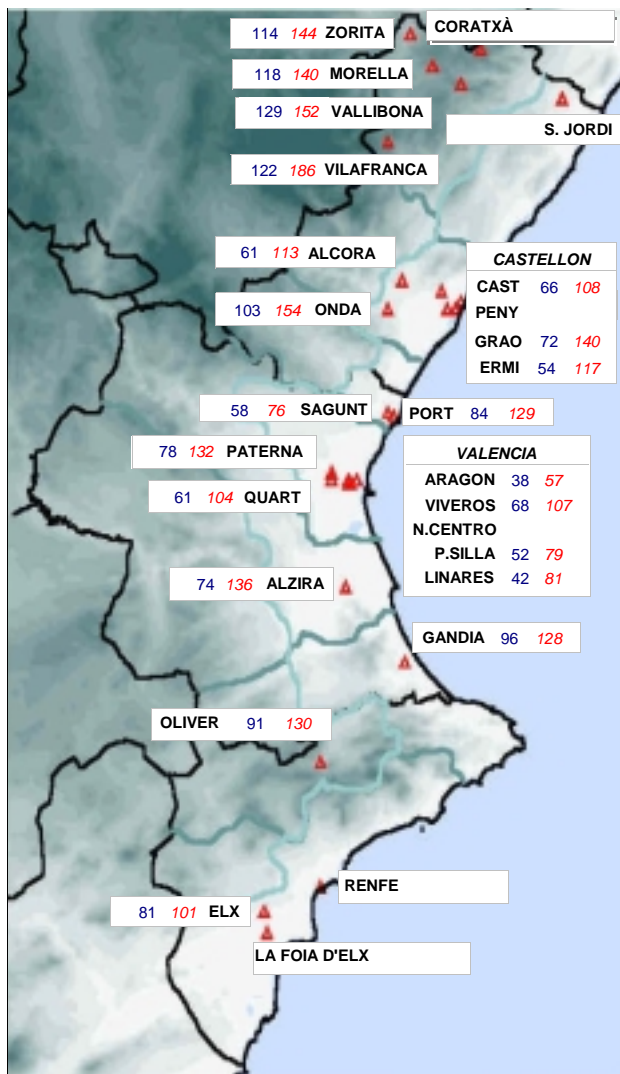 114 144 ZORITA
CORATXÀ
118 140 MORELLA
129 152 VALLIBONA
S. JORDI
122 186 VILAFRANCA
61 113 ALCORA
103 154 ONDA
CASTELLON
CAST 66 108
PENY
GRAO 72 140
ERMI 54 117
58 76 SAGUNT
PORT 84 129
78 132 PATERNA
61 104 QUART
VALENCIA
ARAGON 38 57
VIVEROS 68 107
N.CENTRO
P.SILLA 52 79
LINARES 42 81
74 136 ALZIRA
GANDIA 96 128
OLIVER 91 130
RENFE
81 101 ELX
LA FOIA D'ELX